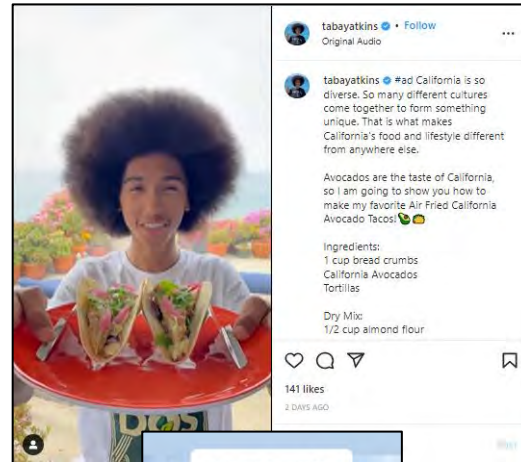 tabayatkins • Follow
Original Audio
tabayatkins #ad California is so
diverse. So many different cultures
come together to form something
unique. That is what makes
California's food and lifestyle different
from anywhere else.
Avocados are the taste of California,
so I am going to show you how to
make my favorite Air Fried California
Avocado Tacos!🥑🌮
Ingredients:
1 cup bread crumbs
California Avocados
Tortillas
Dry Mix:
1/2 cup almond flour
141 likes
2 DAYS AGO
DOS